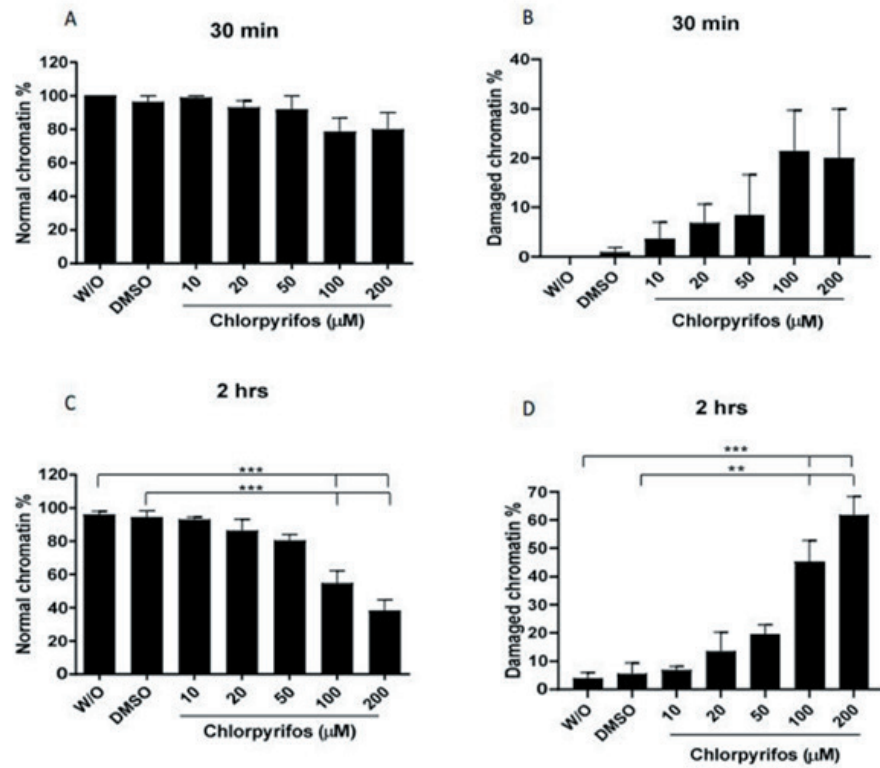 A
30 min
Normal chromatin %
120
100
80
60
40
20
0
W/O
DMSO
10
20
50
100
200
Chlorpyrifos (μM)
B
30 min
Damaged chromatin %
40
30
20
10
0
W/O
DMSO
10
20
50
100
200
Chlorpyrifos (μM)
C
2 hrs
***
***
Normal chromatin %
120
100
80
60
40
20
0
W/O
DMSO
10
20
50
100
200
Chlorpyrifos (μM)
D
2 hrs
***
**
Damaged chromatin %
70
60
50
40
30
20
10
0
W/O
DMSO
10
20
50
100
200
Chlorpyrifos (μM)